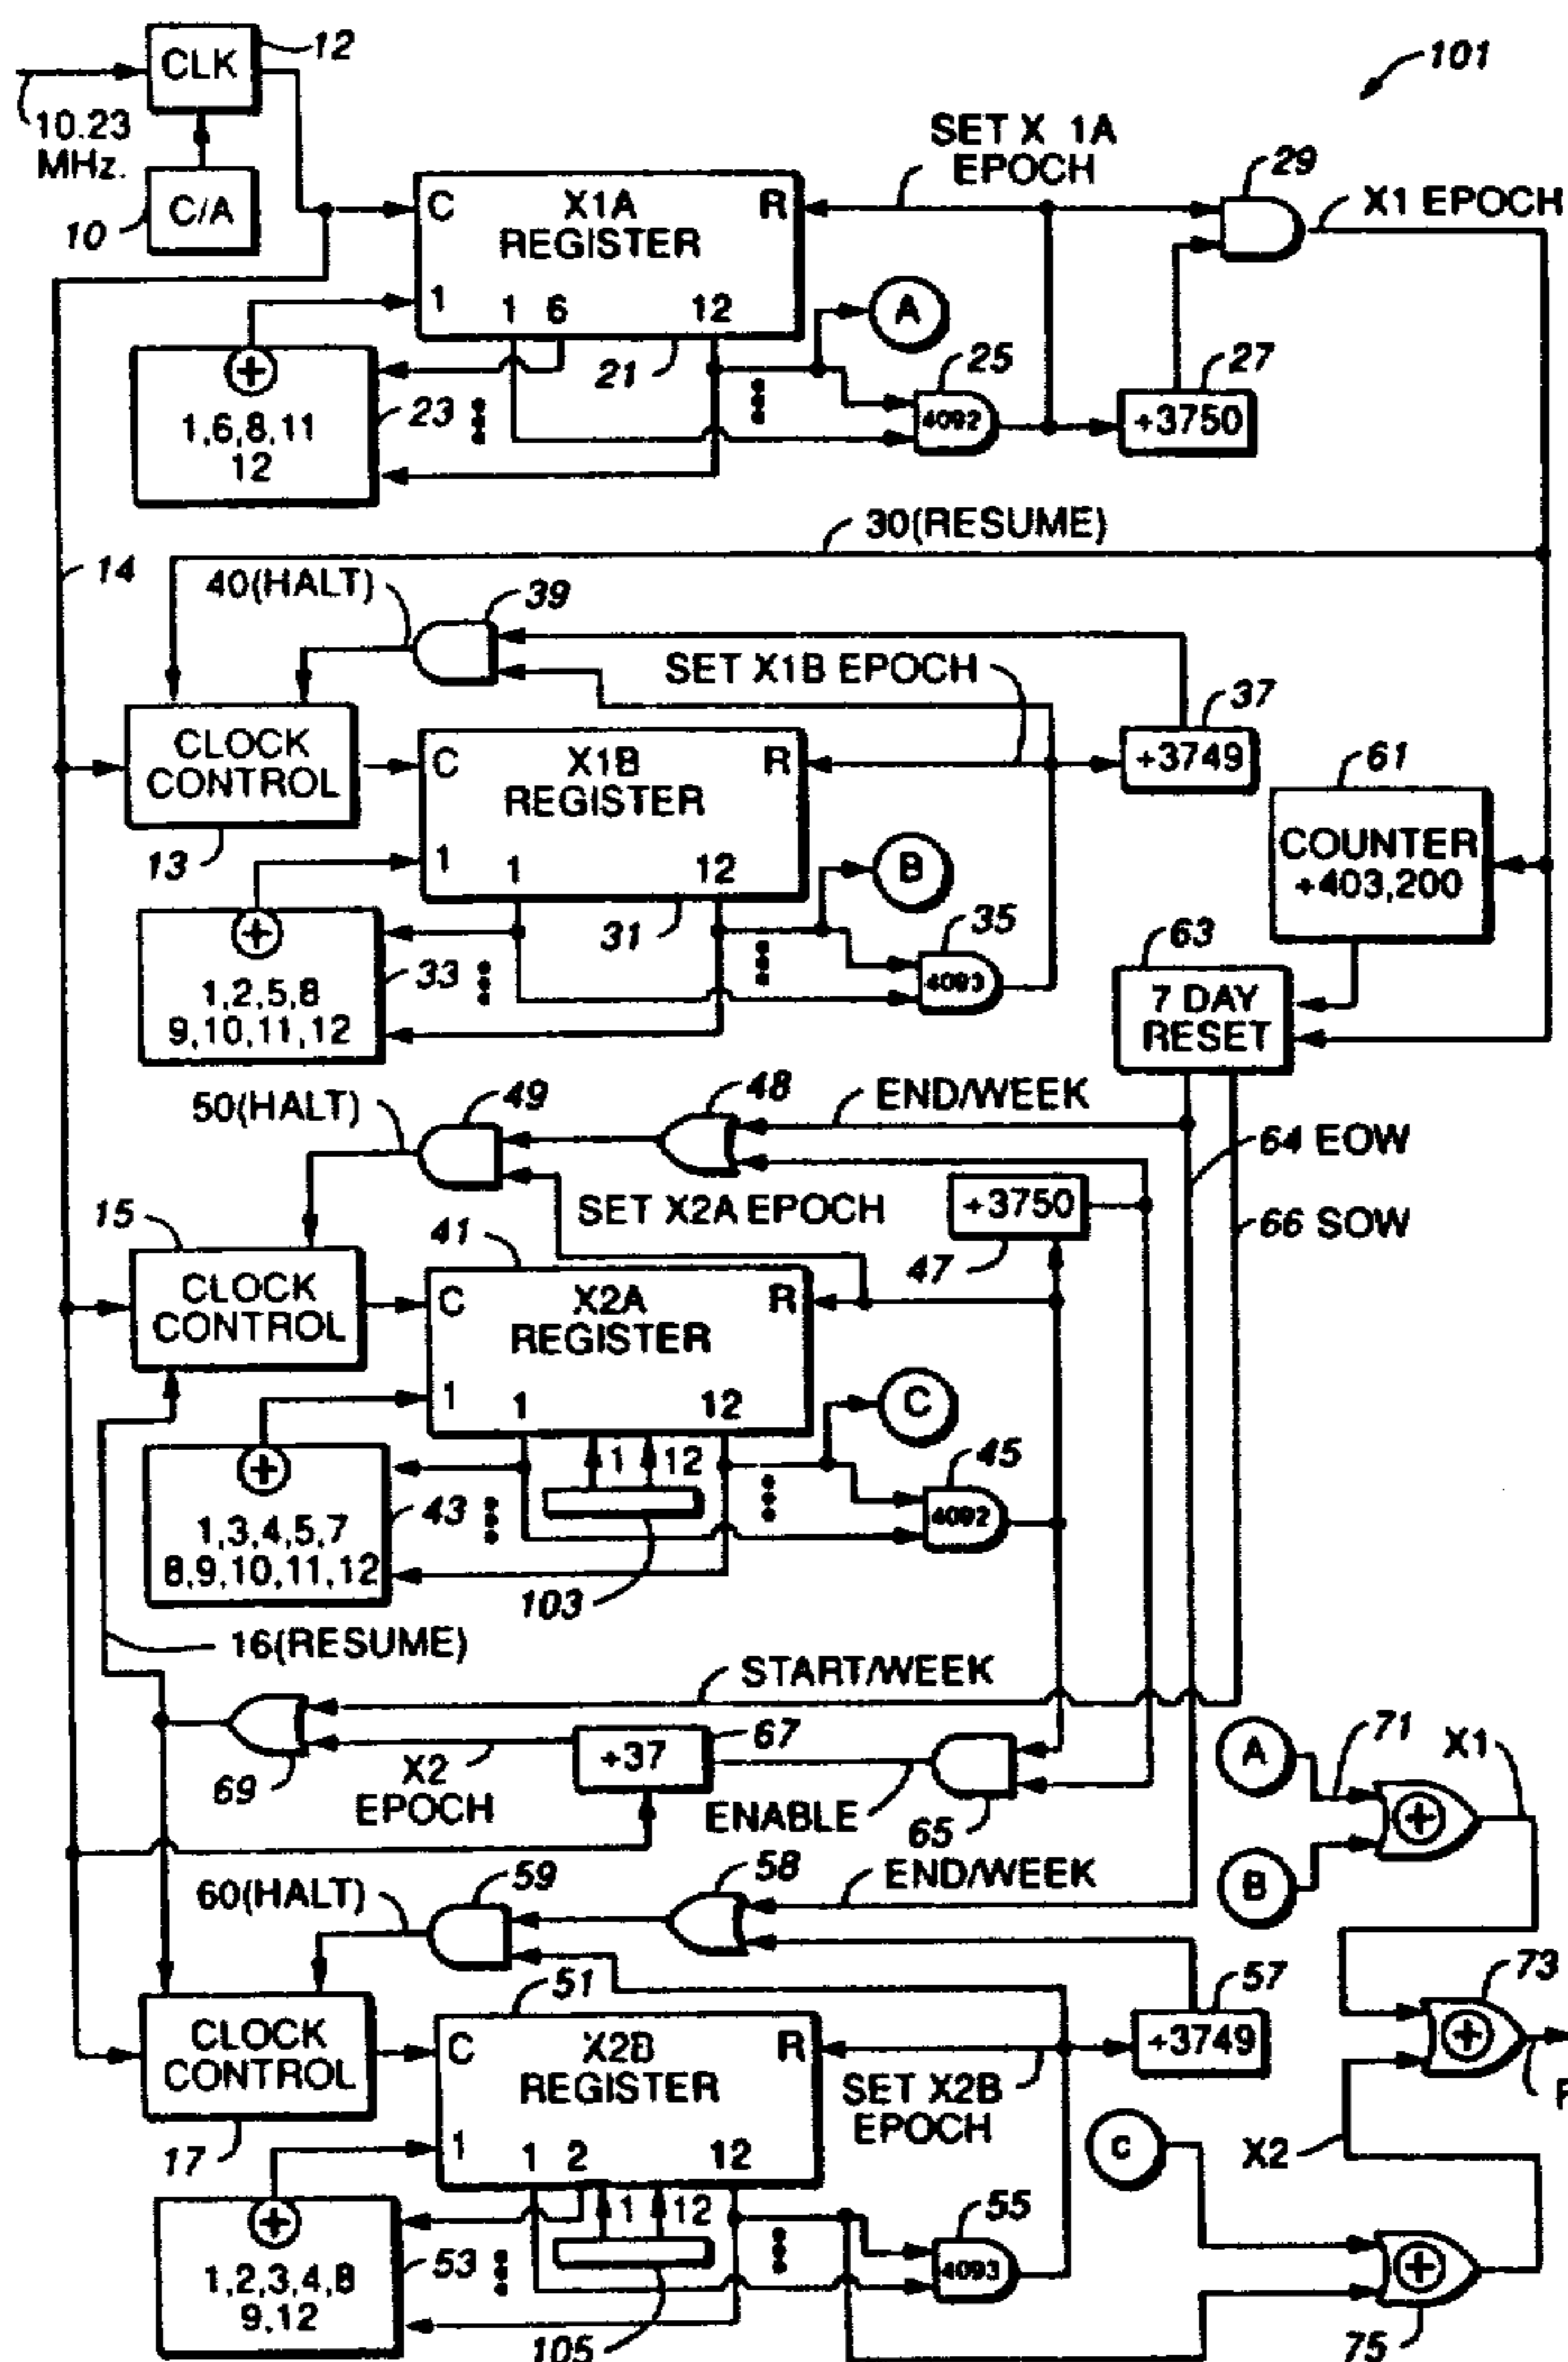 12
CLK
101
10.23
MHz.
C/A
10
SET X 1A
EPOCH
29
X1 EPOCH
C
X1A
REGISTER
R
1
1 6 12
A
21
25
27
4092
+3750
23
1,6,8,11
12
30(RESUME)
14
40(HALT)
39
SET X1B EPOCH
37
+3749
CLOCK
CONTROL
13
C
X1B
REGISTER
R
1
1 12
B
31
35
4093
61
COUNTER
+403,200
33
1,2,5,8
9,10,11,12
63
7 DAY
RESET
50(HALT)
49
48
END/WEEK
64 EOW
66 SOW
SET X2A EPOCH
+3750
47
15
41
CLOCK
CONTROL
C
X2A
REGISTER
R
1
1 12
C
1 12
45
4092
43
1,3,4,5,7
8,9,10,11,12
103
16(RESUME)
START/WEEK
67
+37
69
X2
EPOCH
ENABLE
65
A
71
X1
B
60(HALT)
59
58
END/WEEK
51
57
+3749
73
CLOCK
CONTROL
17
C
X2B
REGISTER
R
SET X2B
EPOCH
1
1 2 12
C
X2
1 12
55
4093
53
1,2,3,4,8
9,12
105
75